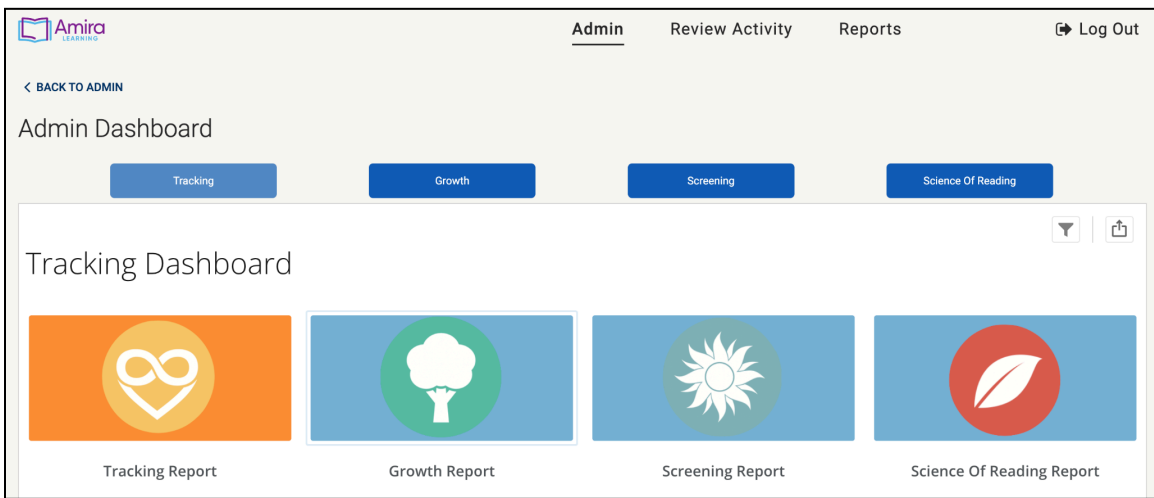 Amira
LEARNING
Admin Review Activity Reports Log Out
BACK TO ADMIN
Admin Dashboard
Tracking Growth Screening Science Of Reading
Tracking Dashboard
Tracking Report Growth Report Screening Report Science Of Reading Report